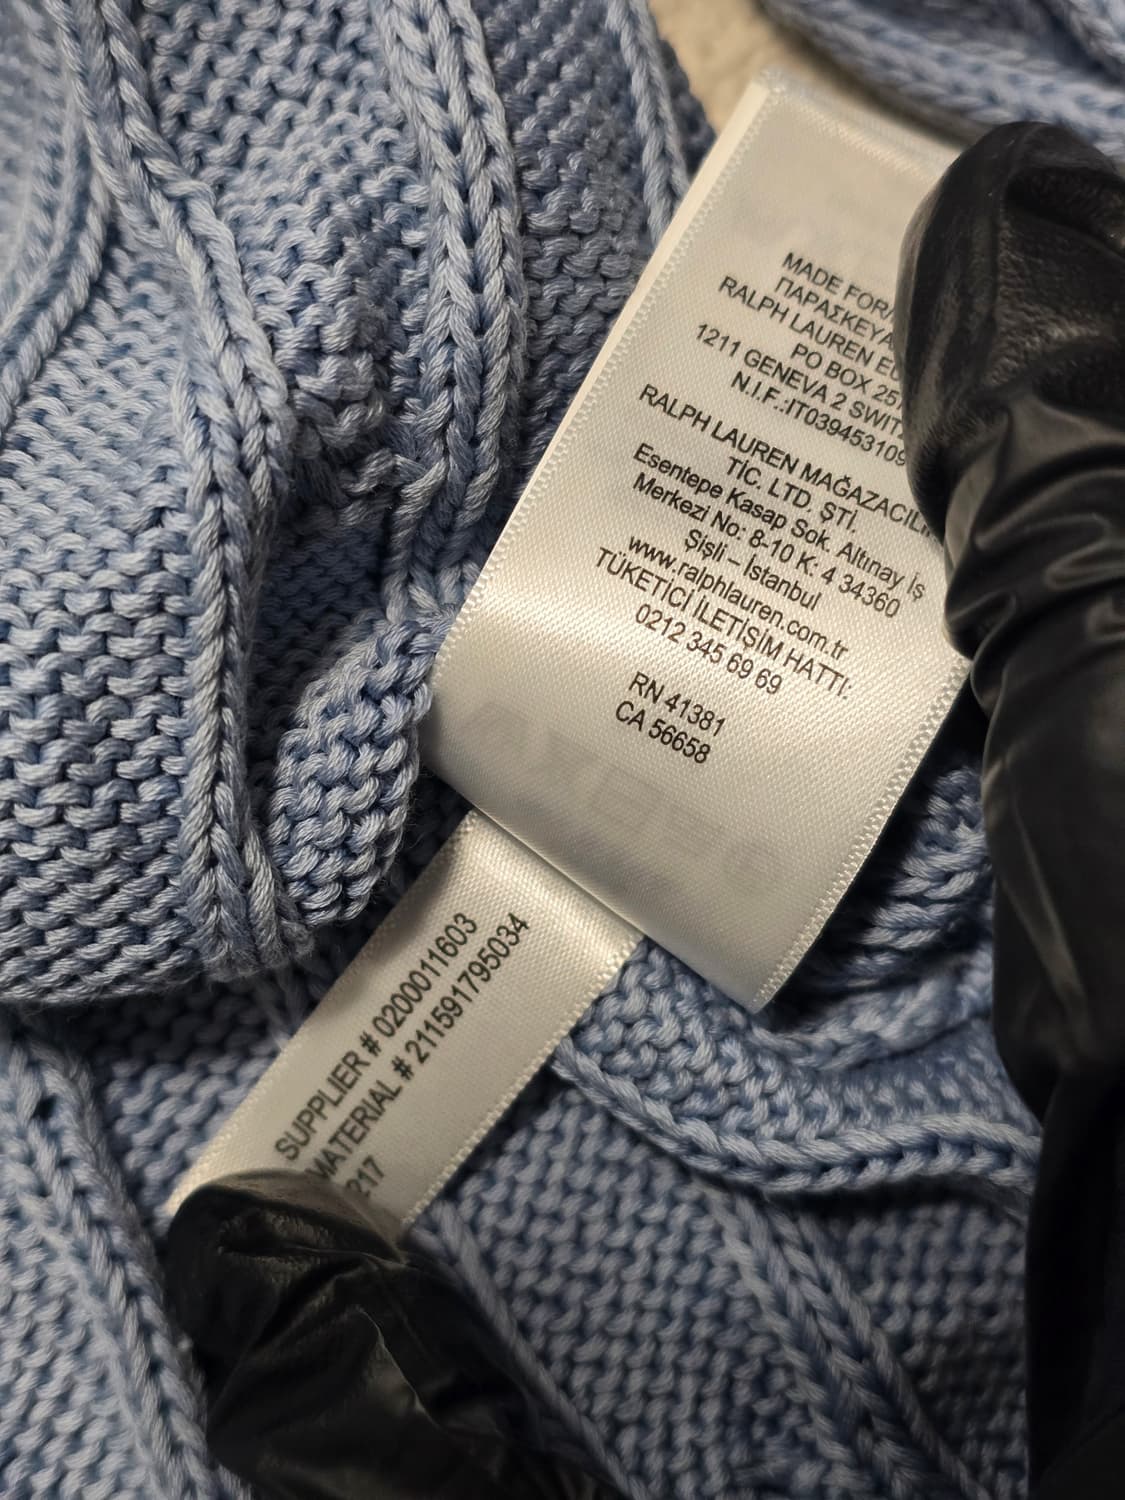 MADE FOR/
ΠΑΡΑΣΚΕΥΑ
RALPH LAUREN
PO BOX 25
1211 GENEVA 2 SWIT
N.I.F.:IT039453109
RALPH LAUREN MAĞAZACILI
TİC. LTD. ŞTİ.
Esentepe Kasap Sok. Altınay İş
Merkezi No: 8-10 K: 4 34360
Şişli – İstanbul
www.ralphlauren.com.tr
TÜKETİCİ İLETİŞİM HATTI:
0212 345 69 69
RN 41381
CA 56658
SUPPLIER # 0200011603
MATERIAL # 211591795034
217